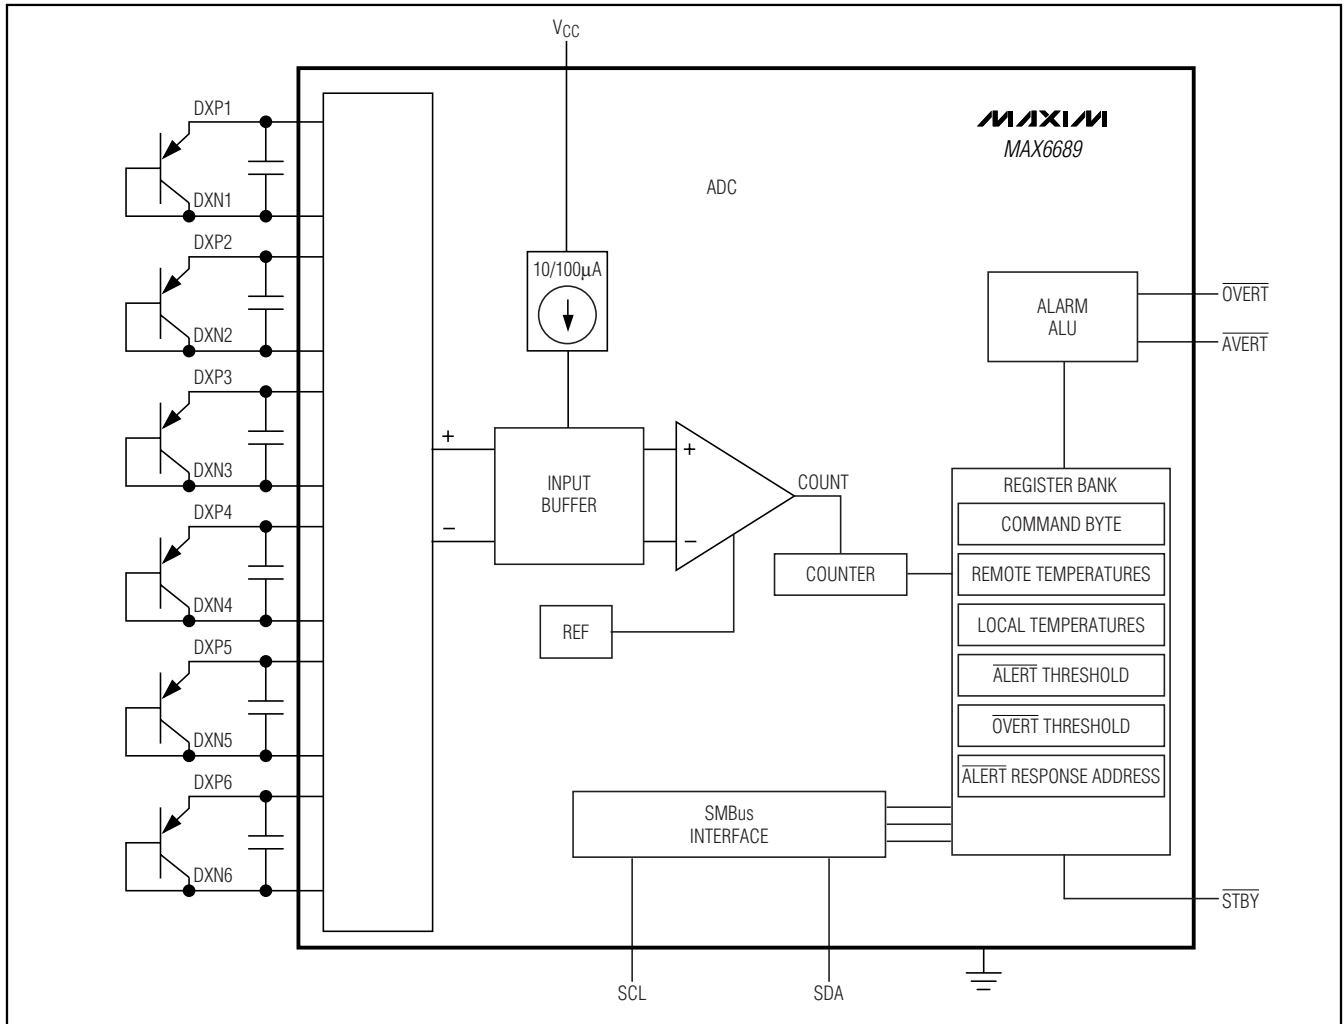 VCC
DXP1
DXN1
DXP2
DXN2
DXP3
DXN3
DXP4
DXN4
DXP5
DXN5
DXP6
DXN6
MAXIM
MAX6689
ADC
10/100µA
+
−
INPUT
BUFFER
+
−
COUNT
COUNTER
REF
ALARM
ALU
OVERT
AVERT
REGISTER BANK
COMMAND BYTE
REMOTE TEMPERATURES
LOCAL TEMPERATURES
ALERT THRESHOLD
OVERT THRESHOLD
ALERT RESPONSE ADDRESS
SMBus
INTERFACE
STBY
SCL
SDA